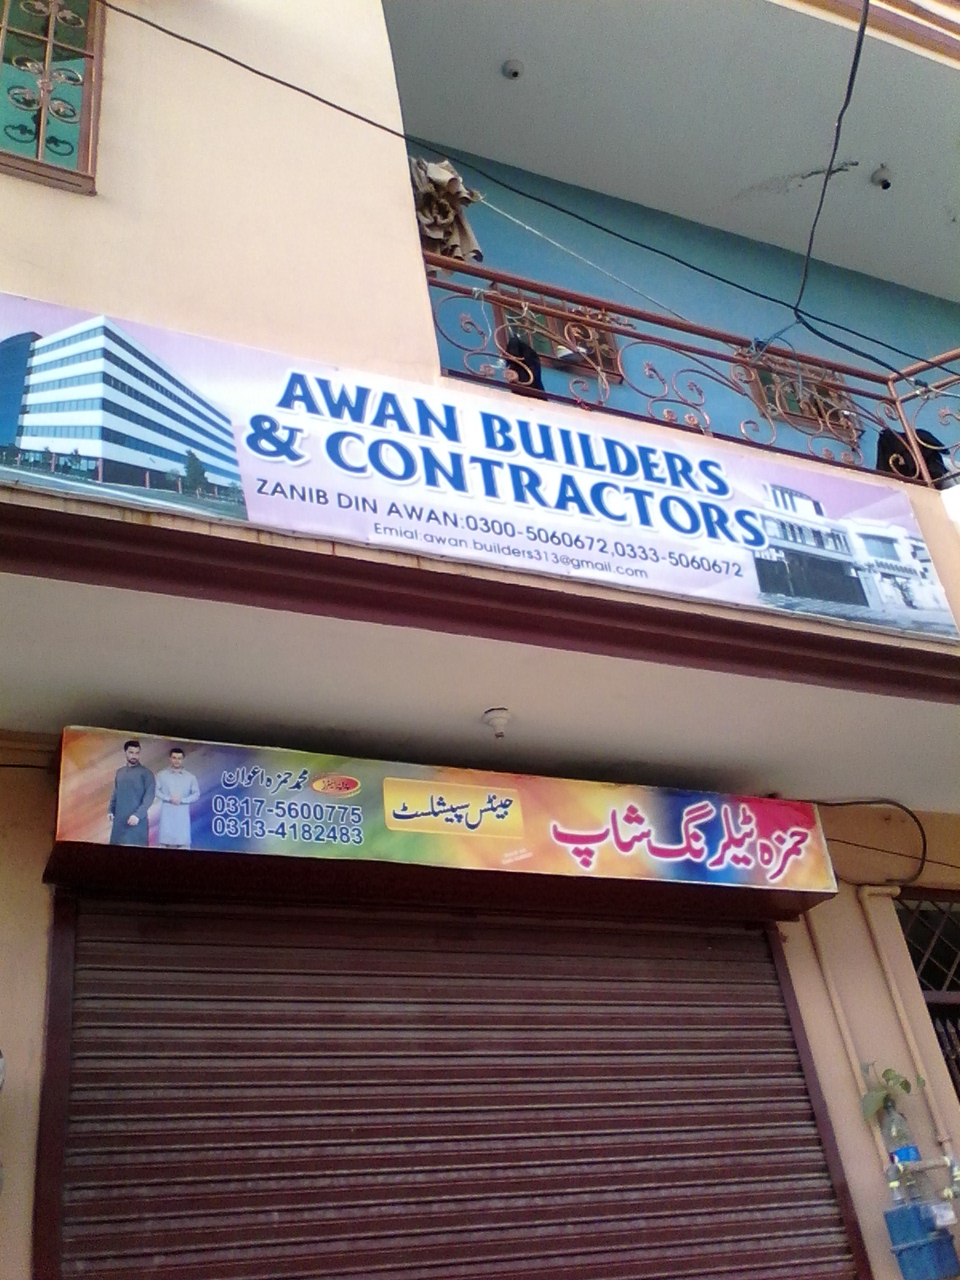 AWAN BUILDERS
& CONTRACTORS
ZANIB DIN AWAN:0300-5060672,0333-5060672
Emial:awan.builders313@gmail.com
حمزہ ٹیلرنگ شاپ
جینٹس سپیشلسٹ
محمد حمزہ اعوان
0317-5600775
0313-4182483